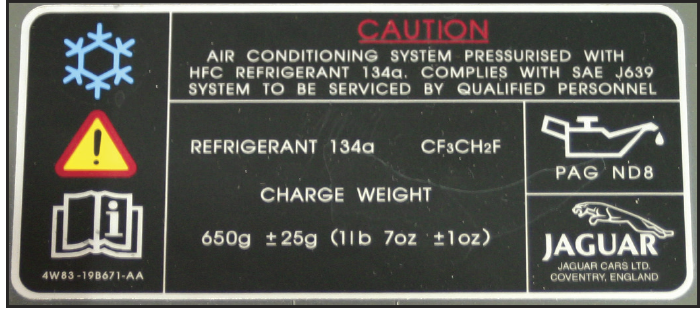 CAUTION
AIR CONDITIONING SYSTEM PRESSURISED WITH
HFC REFRIGERANT 134a. COMPLIES WITH SAE J639
SYSTEM TO BE SERVICED BY QUALIFIED PERSONNEL
REFRIGERANT 134a CF₃CH₂F
CHARGE WEIGHT
650g ±25g (1lb 7oz ±1oz)
4W83-19B671-AA
PAG ND8
JAGUAR
JAGUAR CARS LTD.
COVENTRY, ENGLAND